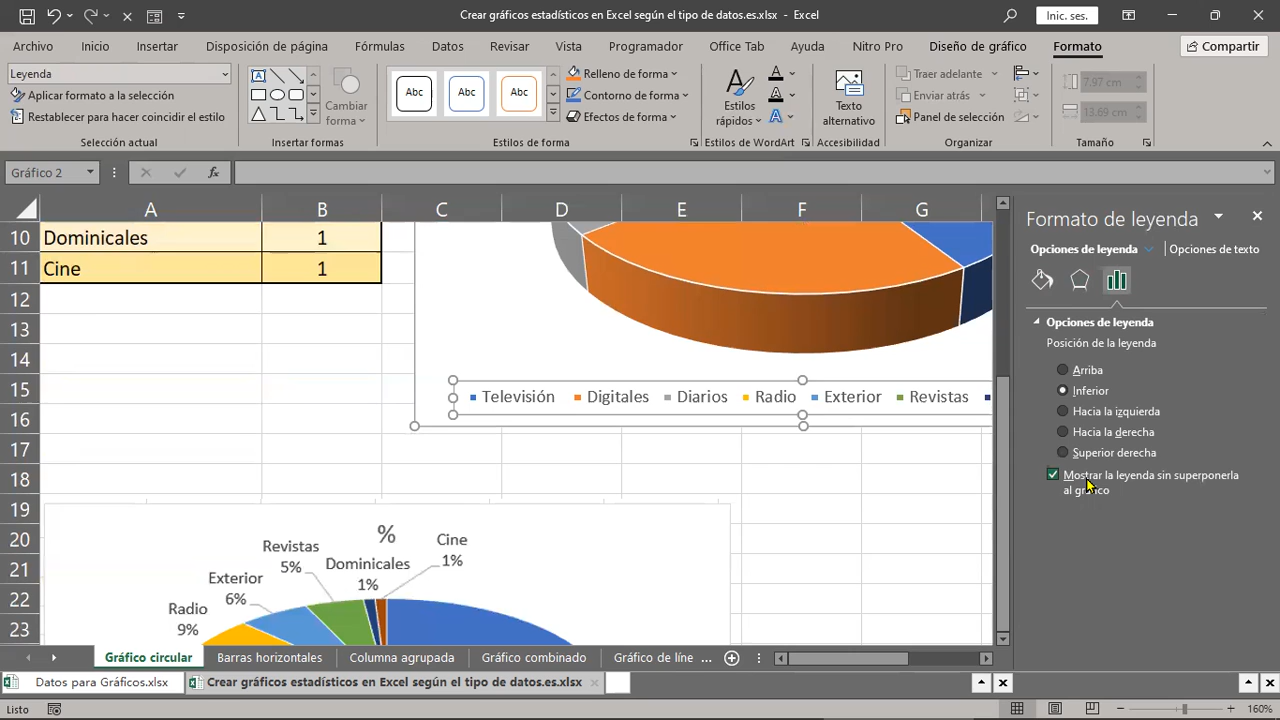 Crear gráficos estadísticos en Excel según el tipo de datos.es.xlsx - Excel
Inic. ses.
Archivo Inicio Insertar Disposición de página Fórmulas Datos Revisar Vista Programador Office Tab Ayuda Nitro Pro Diseño de gráfico Formato Compartir
Leyenda
Aplicar formato a la selección
Restablecer para hacer coincidir el estilo
Selección actual
Cambiar forma
Insertar formas
Abc Abc Abc
Relleno de forma
Contorno de forma
Efectos de forma
Estilos de forma
Estilos rápidos
Estilos de WordArt
Texto alternativo
Accesibilidad
Traer adelante
Enviar atrás
Panel de selección
Organizar
7.97 cm
13.69 cm
Tamaño
Gráfico 2
fx
A B C D E F G
10 Dominicales 1
11 Cine 1
12
13
14
15
16
17
18
19
20
21
22
23
Televisión Digitales Diarios Radio Exterior Revistas
%
Cine
1%
Revistas
5%
Dominicales
1%
Exterior
6%
Radio
9%
Formato de leyenda
Opciones de leyenda Opciones de texto
Opciones de leyenda
Posición de la leyenda
Arriba
Inferior
Hacia la izquierda
Hacia la derecha
Superior derecha
Mostrar la leyenda sin superponerla
al gráfico
Gráfico circular Barras horizontales Columna agrupada Gráfico combinado Gráfico de líne ...
Datos para Gráficos.xlsx Crear gráficos estadísticos en Excel según el tipo de datos.es.xlsx
Listo 160%